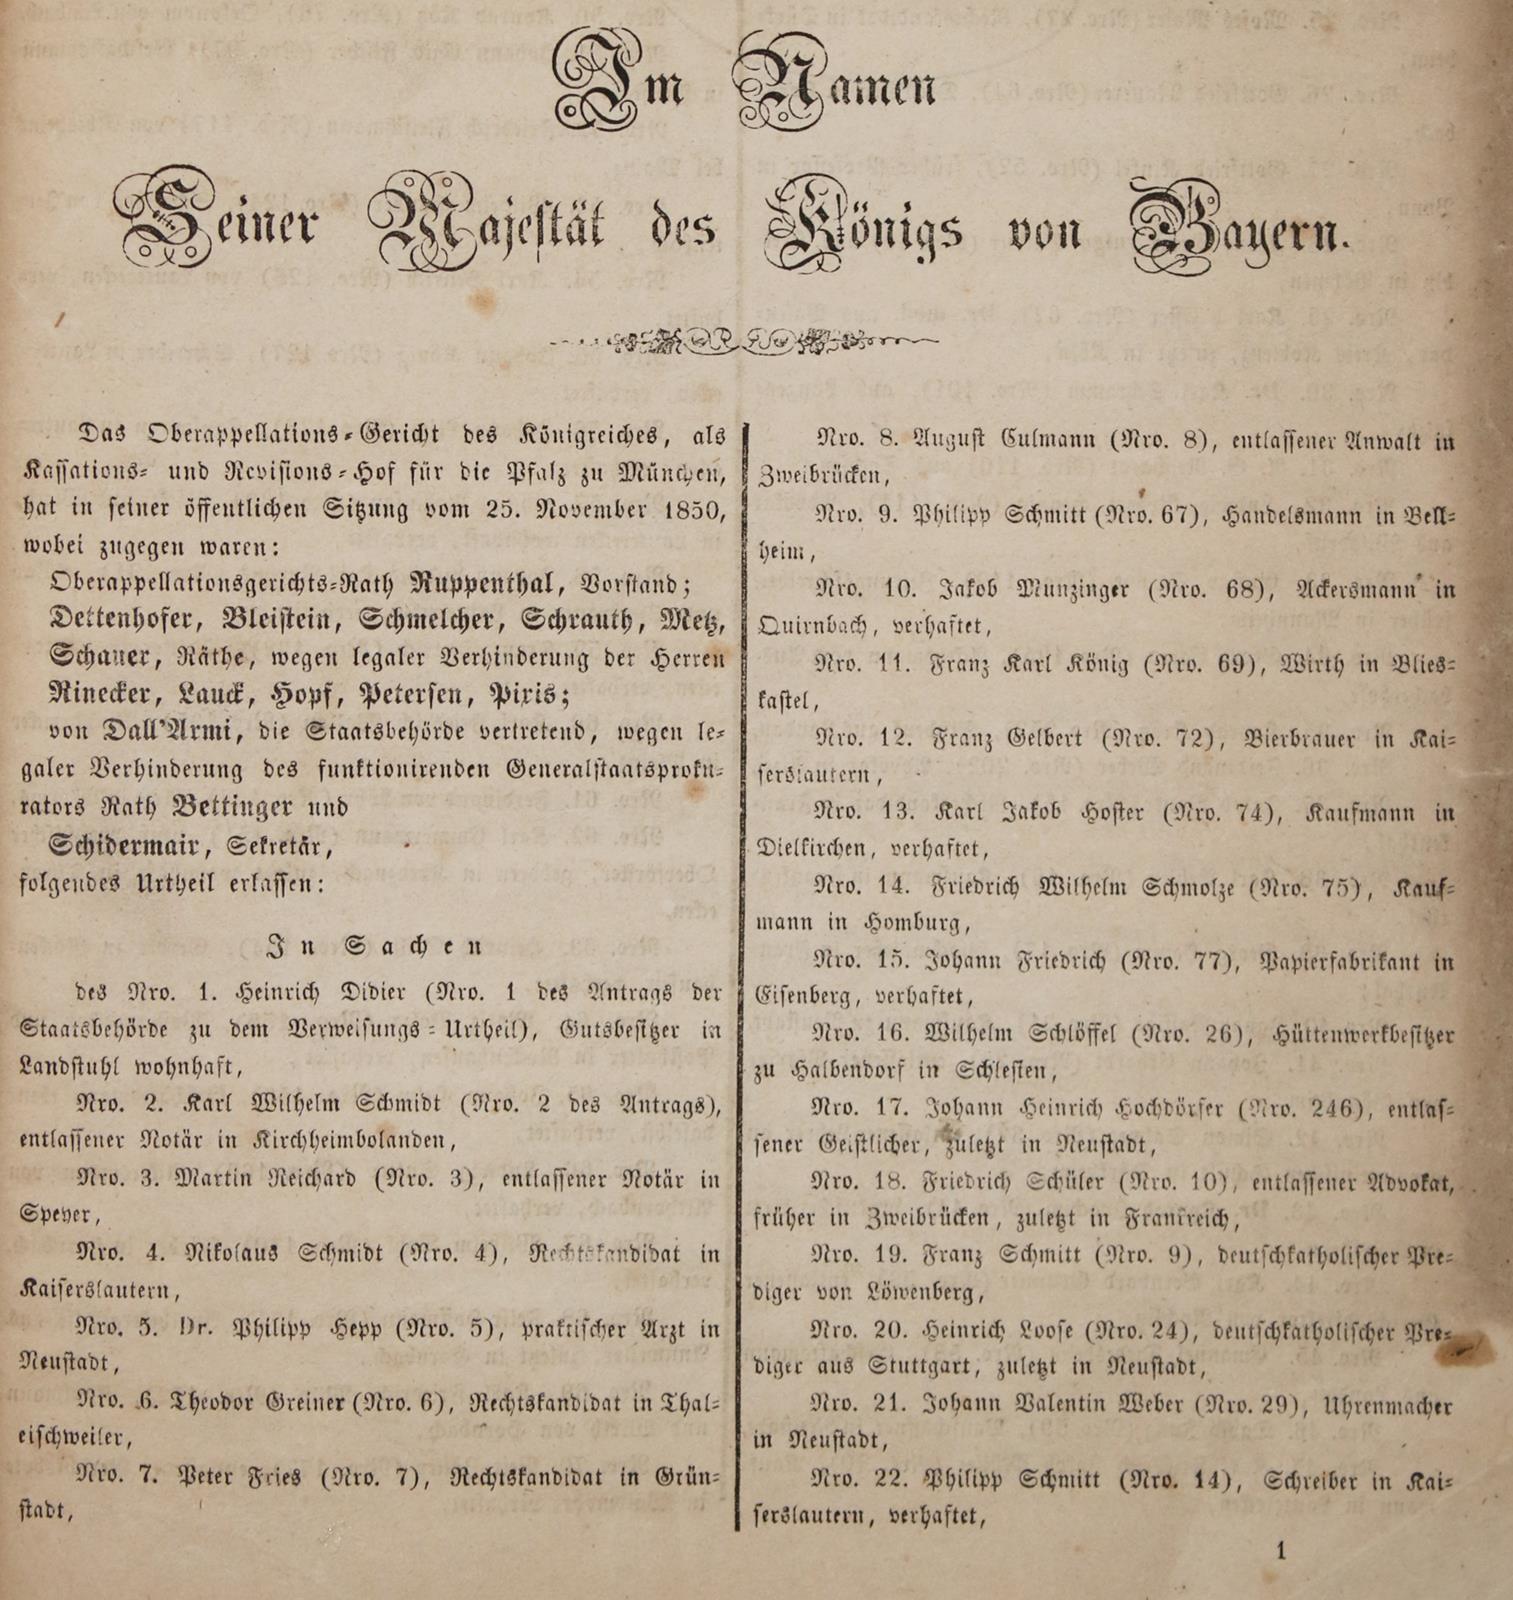 Im Namen
Seiner Majestät des Königs von Bayern.
Das Oberappellations-Gericht des Königreiches, als
Kassations- und Revisions-Hof für die Pfalz zu München,
hat in seiner öffentlichen Sitzung vom 25. November 1850,
wobei zugegen waren:
Oberappellationsgerichts-Rath Ruppenthal, Vorstand;
Dettenhofer, Bleistein, Schmelcher, Schrauth, Metz,
Schauer, Räthe, wegen legaler Verhinderung der Herren
Rinecker, Lauck, Hopf, Petersen, Pixis;
von Dall'Armi, die Staatsbehörde vertretend, wegen le-
galer Verhinderung des funktionirenden Generalstaatsproku-
rators Rath Bettinger und
Schidermair, Sekretär,
folgendes Urtheil erlassen:
In Sachen
des Nro. 1. Heinrich Didier (Nro. 1 des Antrags der
Staatsbehörde zu dem Verweisungs-Urtheil), Gutsbesitzer in
Landstuhl wohnhaft,
Nro. 2. Karl Wilhelm Schmidt (Nro. 2 des Antrags),
entlassener Notär in Kirchheimbolanden,
Nro. 3. Martin Reichard (Nro. 3), entlassener Notär in
Speyer,
Nro. 4. Nikolaus Schmidt (Nro. 4), Rechtskandidat in
Kaiserslautern,
Nro. 5. Dr. Philipp Hepp (Nro. 5), praktischer Arzt in
Neustadt,
Nro. 6. Theodor Greiner (Nro. 6), Rechtskandidat in Thal-
eischweiler,
Nro. 7. Peter Fries (Nro. 7), Rechtskandidat in Grün-
stadt,
Nro. 8. August Culmann (Nro. 8), entlassener Anwalt in
Zweibrücken,
Nro. 9. Philipp Schmitt (Nro. 67), Handelsmann in Bell-
heim,
Nro. 10. Jakob Munzinger (Nro. 68), Ackersmann in
Quirnbach, verhaftet,
Nro. 11. Franz Karl König (Nro. 69), Wirth in Blies-
kastel,
Nro. 12. Franz Gelbert (Nro. 72), Bierbrauer in Kai-
serslautern,
Nro. 13. Karl Jakob Hoster (Nro. 74), Kaufmann in
Dielkirchen, verhaftet,
Nro. 14. Friedrich Wilhelm Schmolze (Nro. 75), Kauf-
mann in Homburg,
Nro. 15. Johann Friedrich (Nro. 77), Papierfabrikant in
Eisenberg, verhaftet,
Nro. 16. Wilhelm Schlöffel (Nro. 26), Hüttenwerkbesitzer
zu Halbendorf in Schlesien,
Nro. 17. Johann Heinrich Hochdörfer (Nro. 246), entlas-
sener Geistlicher, zuletzt in Neustadt,
Nro. 18. Friedrich Schüler (Nro. 10), entlassener Advokat,
früher in Zweibrücken, zuletzt in Frankreich,
Nro. 19. Franz Schmitt (Nro. 9), deutschkatholischer Pre-
diger von Löwenberg,
Nro. 20. Heinrich Loose (Nro. 24), deutschkatholischer Pre-
diger aus Stuttgart, zuletzt in Neustadt,
Nro. 21. Johann Valentin Weber (Nro. 29), Uhrenmacher
in Neustadt,
Nro. 22. Philipp Schmitt (Nro. 14), Schreiber in Kai-
serslautern, verhaftet,
1